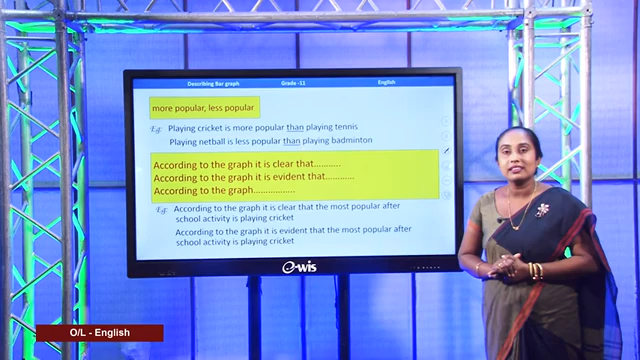 Describing Bar graph Grade -11 English
more popular, less popular
Eg: Playing cricket is more popular than playing tennis
Playing netball is less popular than playing badminton
According to the graph it is clear that...........
According to the graph it is evident that............
According to the graph.................
Eg: According to the graph it is clear that the most popular after
school activity is playing cricket
According to the graph it is evident that the most popular after
school activity is playing cricket
e-wis
O/L - English